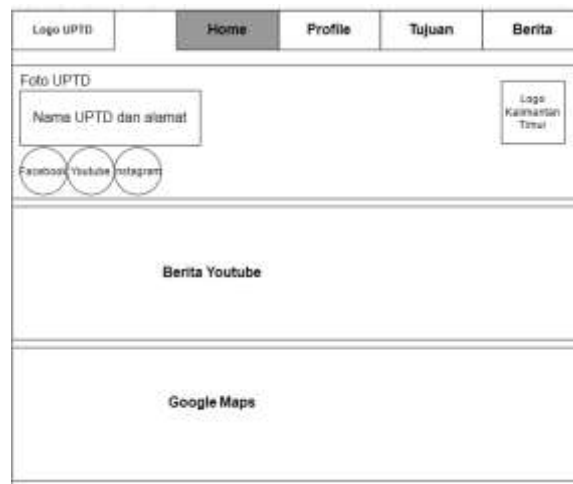 Logo UPTD
Home
Profile
Tujuan
Berita
Foto UPTD
Nama UPTD dan alamat
Logo
Kalimantan
Timur
Facebook
Youtube
Instagram
Berita Youtube
Google Maps